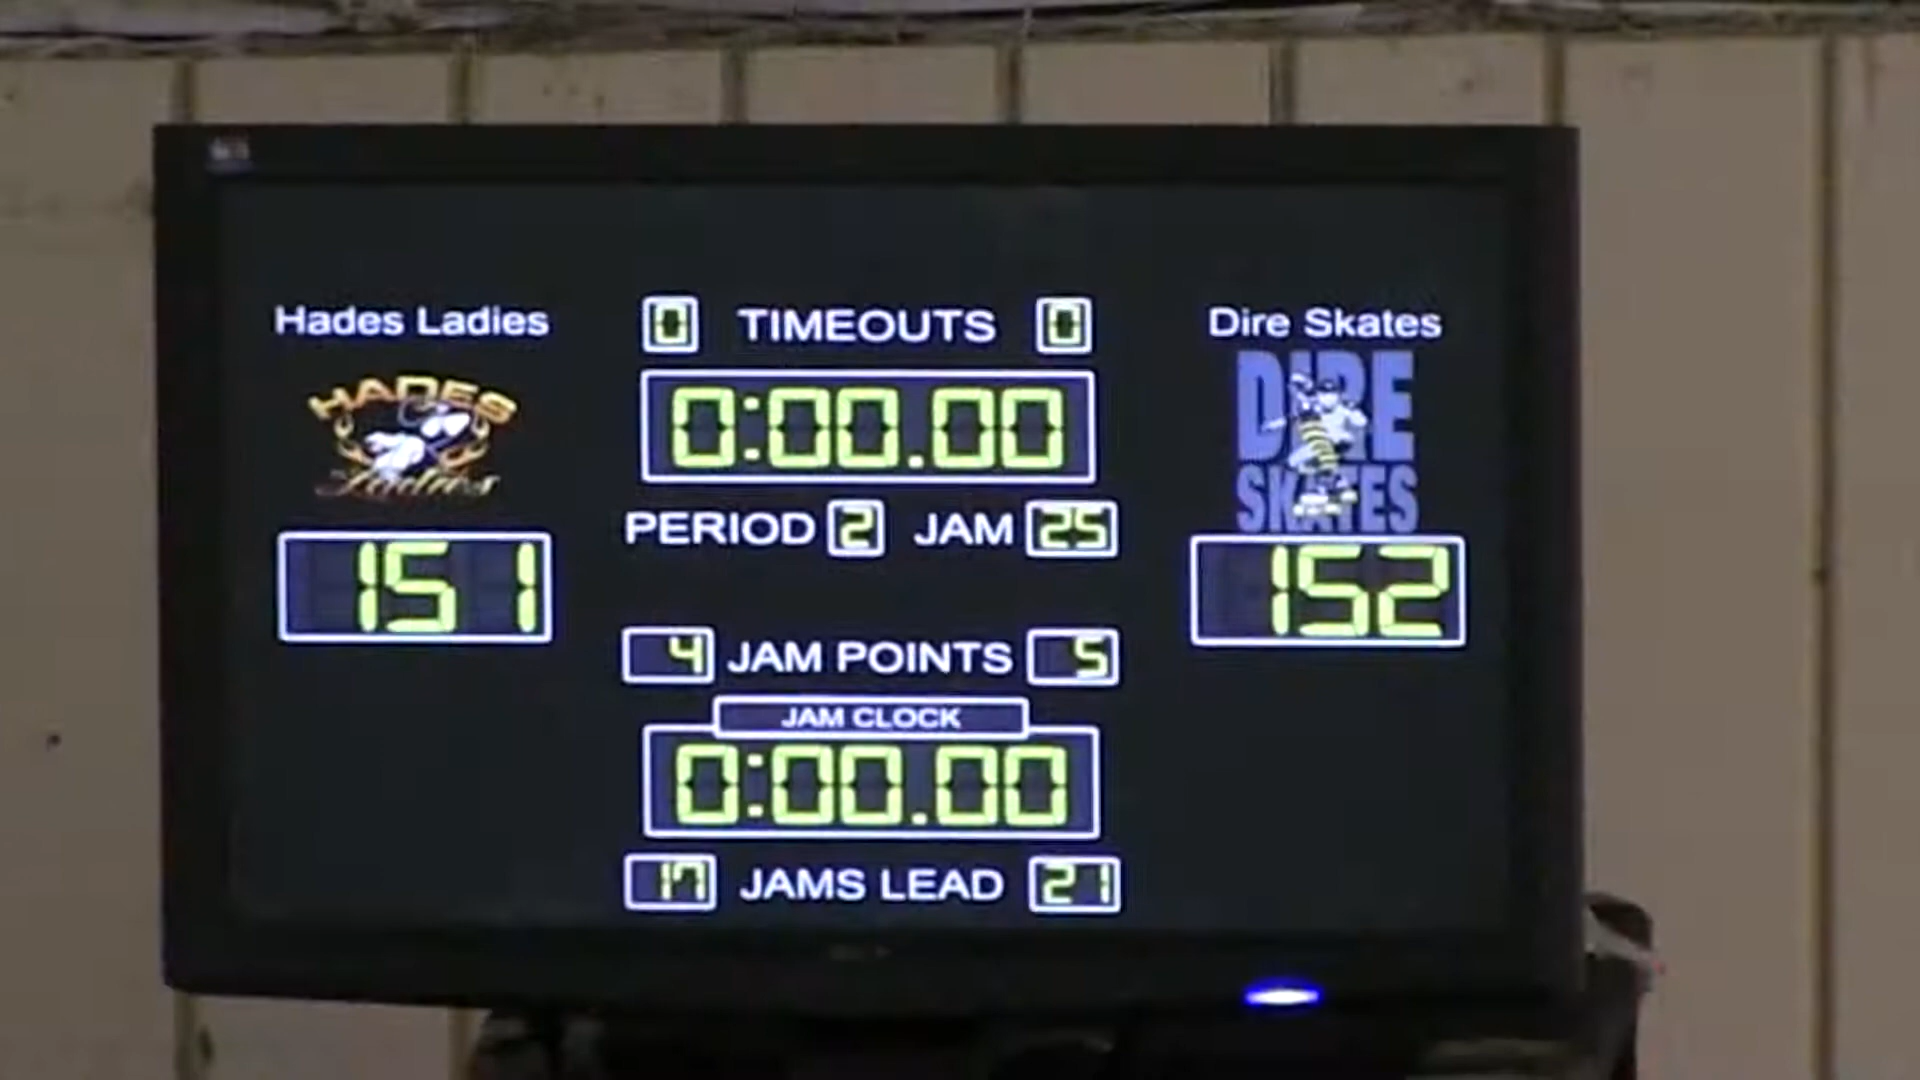 Hades Ladies
0 TIMEOUTS 0
Dire Skates
HADES
Ladies
0:00.00
DIRE
SKATES
PERIOD 2 JAM 25
151
152
4 JAM POINTS 5
JAM CLOCK
0:00.00
17 JAMS LEAD 21